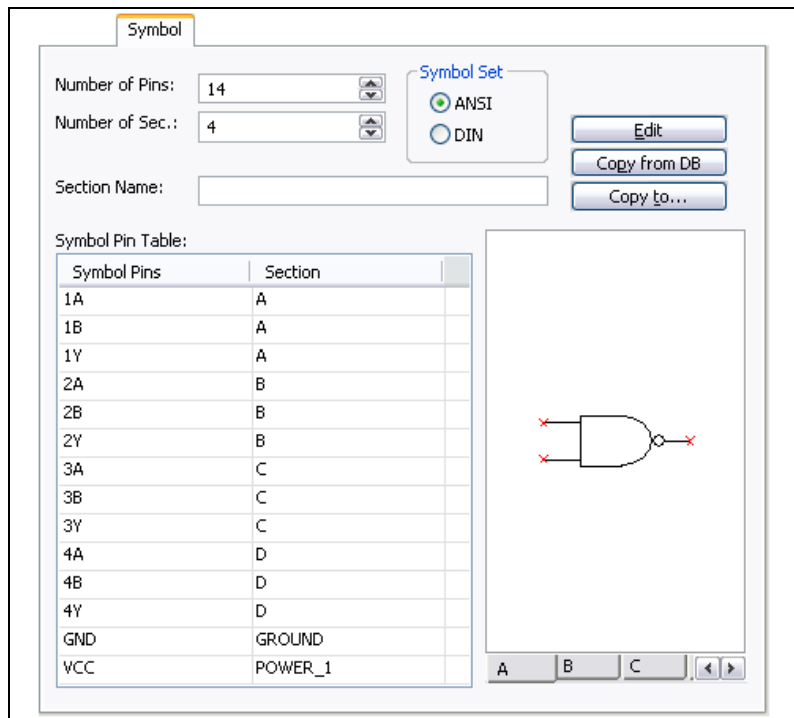 Symbol
Number of Pins: 14
Number of Sec.: 4
Symbol Set
ANSI
DIN
Edit
Copy from DB
Copy to...
Section Name:
Symbol Pin Table:
Symbol Pins Section
1A A
1B A
1Y A
2A B
2B B
2Y B
3A C
3B C
3Y C
4A D
4B D
4Y D
GND GROUND
VCC POWER_1
A B C